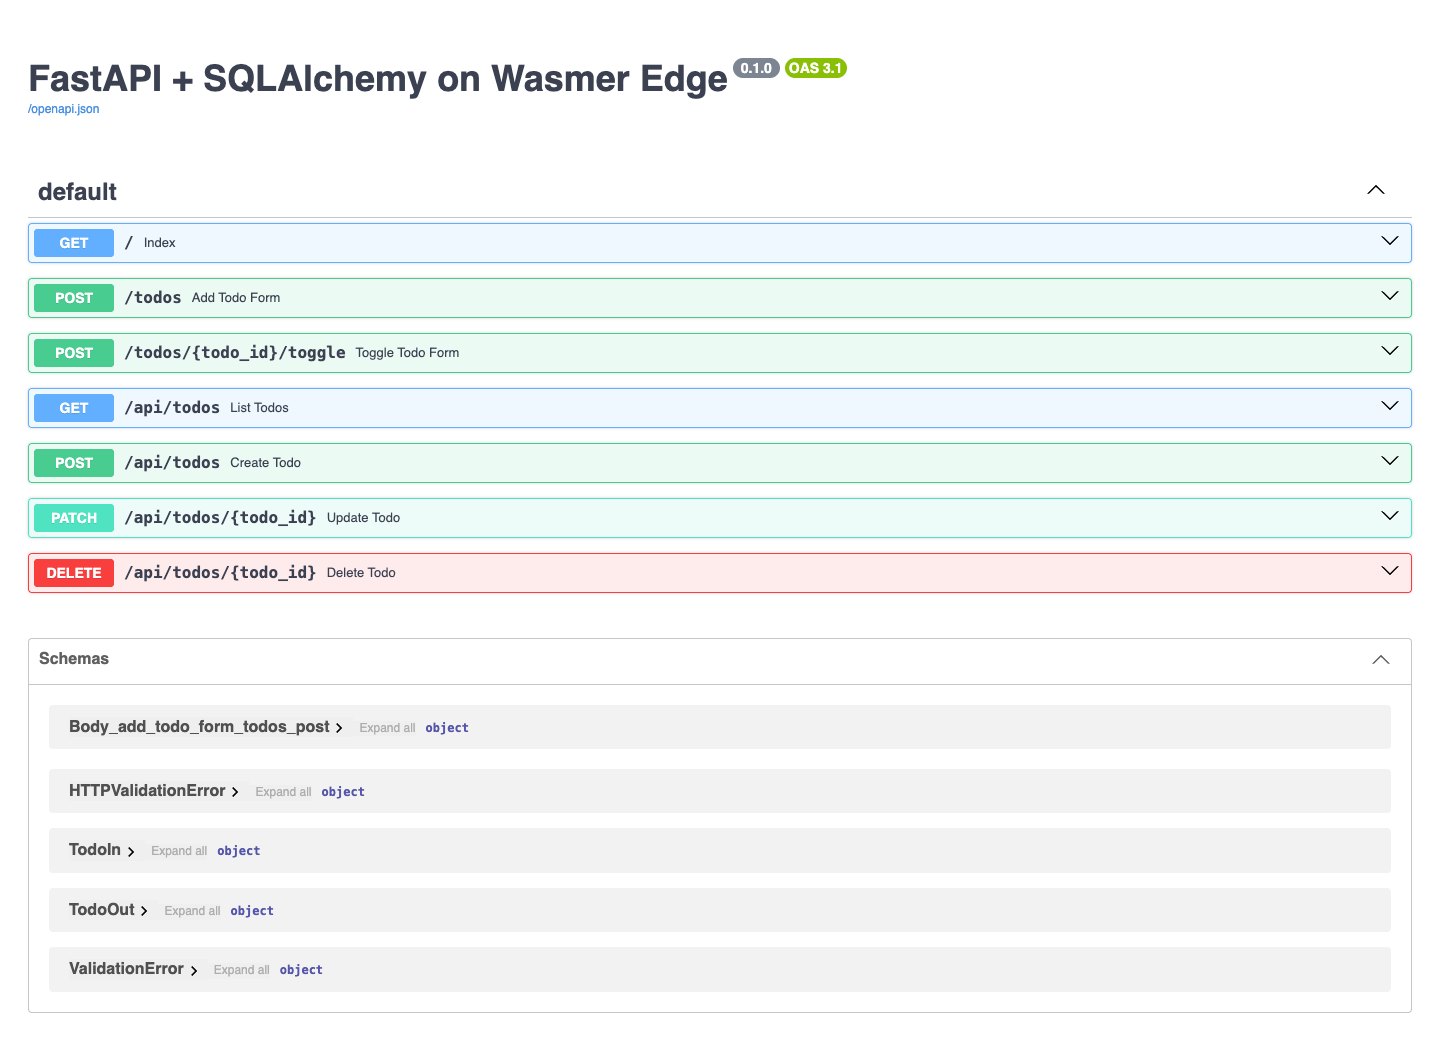 FastAPI + SQLAlchemy on Wasmer Edge 0.1.0 OAS 3.1
/openapi.json
default
GET / Index
POST /todos Add Todo Form
POST /todos/{todo_id}/toggle Toggle Todo Form
GET /api/todos List Todos
POST /api/todos Create Todo
PATCH /api/todos/{todo_id} Update Todo
DELETE /api/todos/{todo_id} Delete Todo
Schemas
Body_add_todo_form_todos_post Expand all object
HTTPValidationError Expand all object
TodoIn Expand all object
TodoOut Expand all object
ValidationError Expand all object